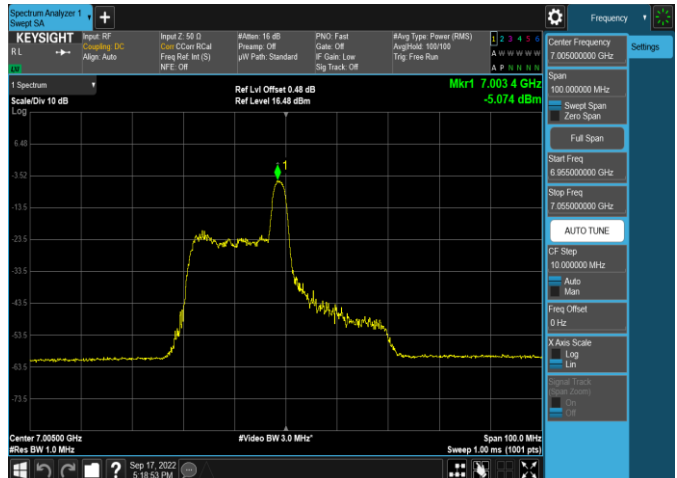 Spectrum Analyzer 1
Swept SA
+
Frequency
KEYSIGHT
RL
LV
Input: RF
Coupling: DC
Align: Auto
Input Z: 50 Ω
Corr CCorr RCal
Freq Ref: Int (S)
NFE: Off
#Atten: 16 dB
Preamp: Off
µW Path: Standard
PNO: Fast
Gate: Off
IF Gain: Low
Sig Track: Off
#Avg Type: Power (RMS)
Avg|Hold: 100/100
Trig: Free Run
1 2 3 4 5 6
A W W W W W
A P N N N N
1 Spectrum
Scale/Div 10 dB
Log
Ref Lvl Offset 0.48 dB
Ref Level 16.48 dBm
Mkr1 7.003 4 GHz
-5.074 dBm
1
6.48
-3.52
-13.5
-23.5
-33.5
-43.5
-53.5
-63.5
-73.5
Center 7.00500 GHz
#Res BW 1.0 MHz
#Video BW 3.0 MHz*
Span 100.0 MHz
Sweep 1.00 ms (1001 pts)
Sep 17, 2022
5:18:53 PM
?
Center Frequency
7.005000000 GHz
Span
100.000000 MHz
Swept Span
Zero Span
Full Span
Start Freq
6.955000000 GHz
Stop Freq
7.055000000 GHz
AUTO TUNE
CF Step
10.000000 MHz
Auto
Man
Freq Offset
0 Hz
X Axis Scale
Log
Lin
Signal Track
(Span Zoom)
On
Off
Settings